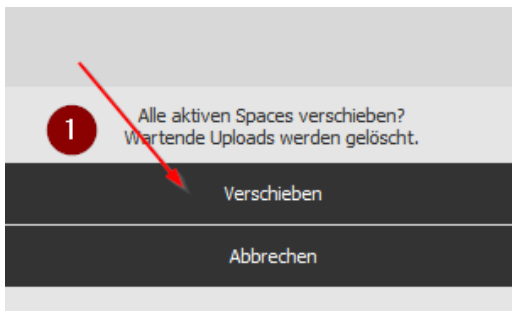 1
Alle aktiven Spaces verschieben?
Wartende Uploads werden gelöscht.
Verschieben
Abbrechen